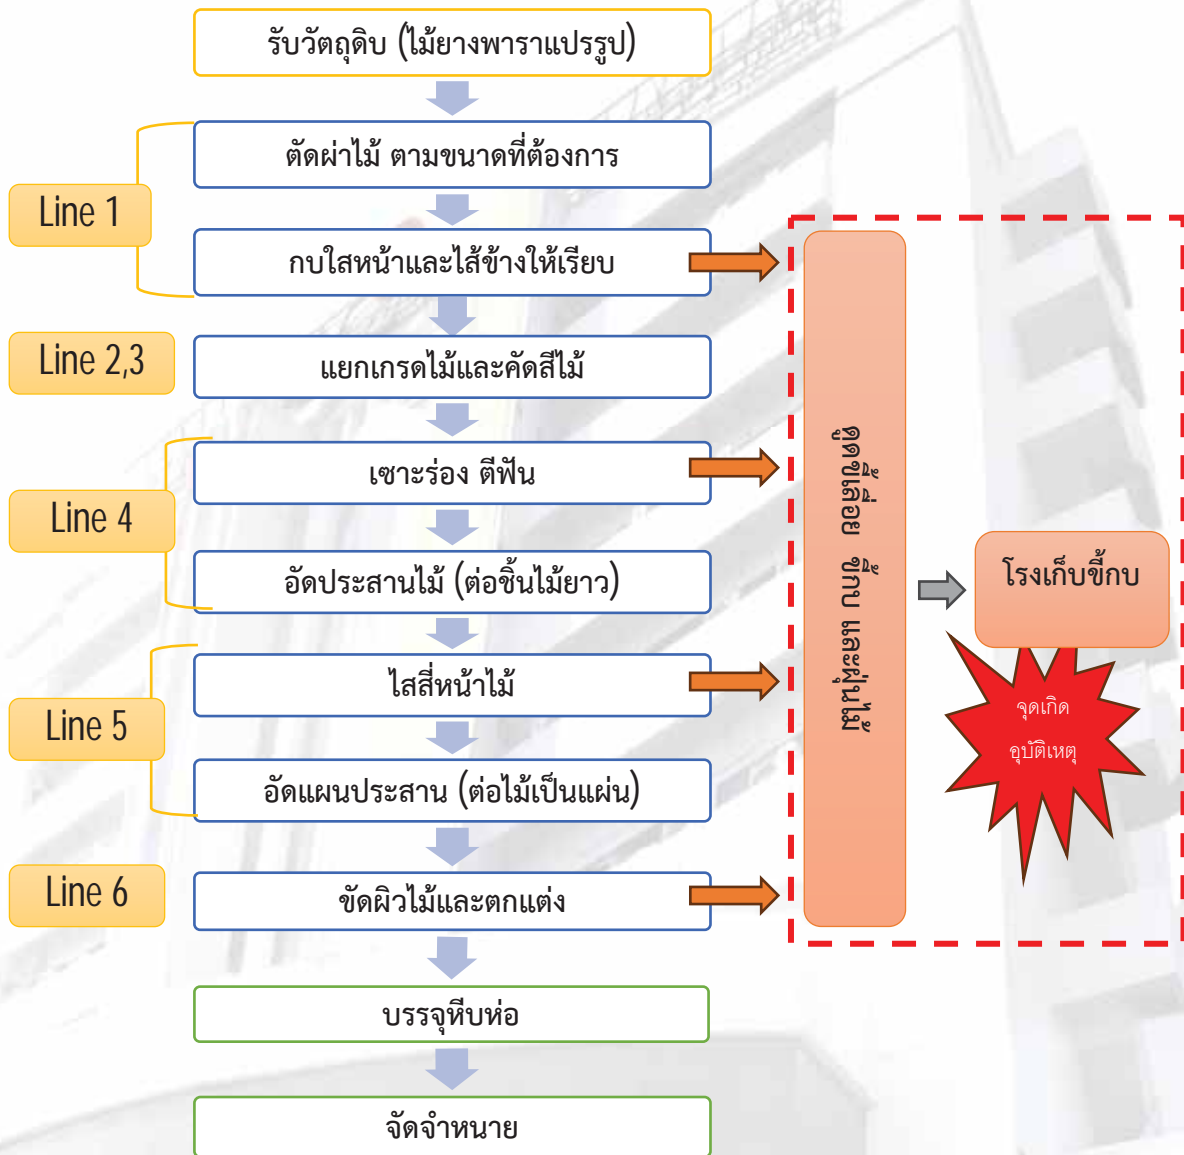 รับวัตถุดิบ (ไม้ยางพาราแปรรูป)
ตัดผ่าไม้ ตามขนาดที่ต้องการ
Line 1
กบใสหน้าและไส้ข้างให้เรียบ
Line 2,3
แยกเกรดไม้และคัดสีไม้
เซาะร่อง ตีฟัน
Line 4
อัดประสานไม้ (ต่อชิ้นไม้ยาว)
ไสสี่หน้าไม้
Line 5
อัดแผนประสาน (ต่อไม้เป็นแผ่น)
Line 6
ขัดผิวไม้และตกแต่ง
บรรจุหีบห่อ
จัดจำหน่าย
ดูดขี้เลื่อย ขี้กบ และฝุ่นไม้
โรงเก็บขี้กบ
จุดเกิด
อุบัติเหตุ